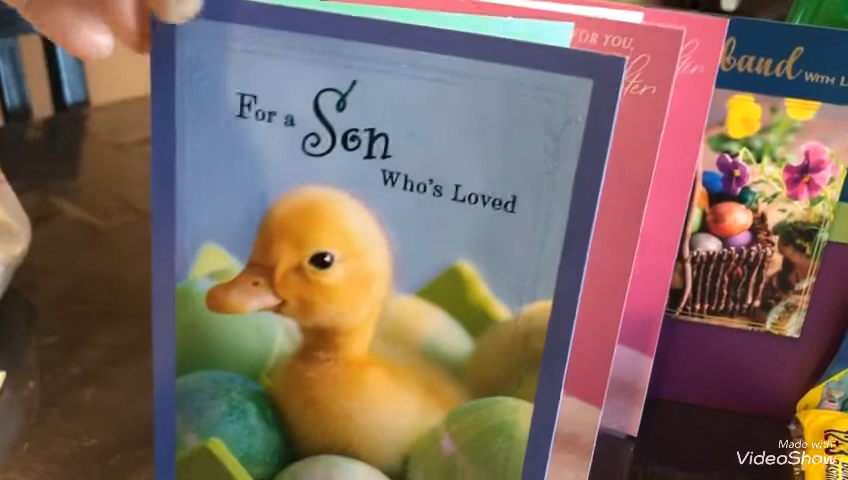 For a Son
Who's Loved
FOR YOU,
band WITH L
Made with
VideoShow